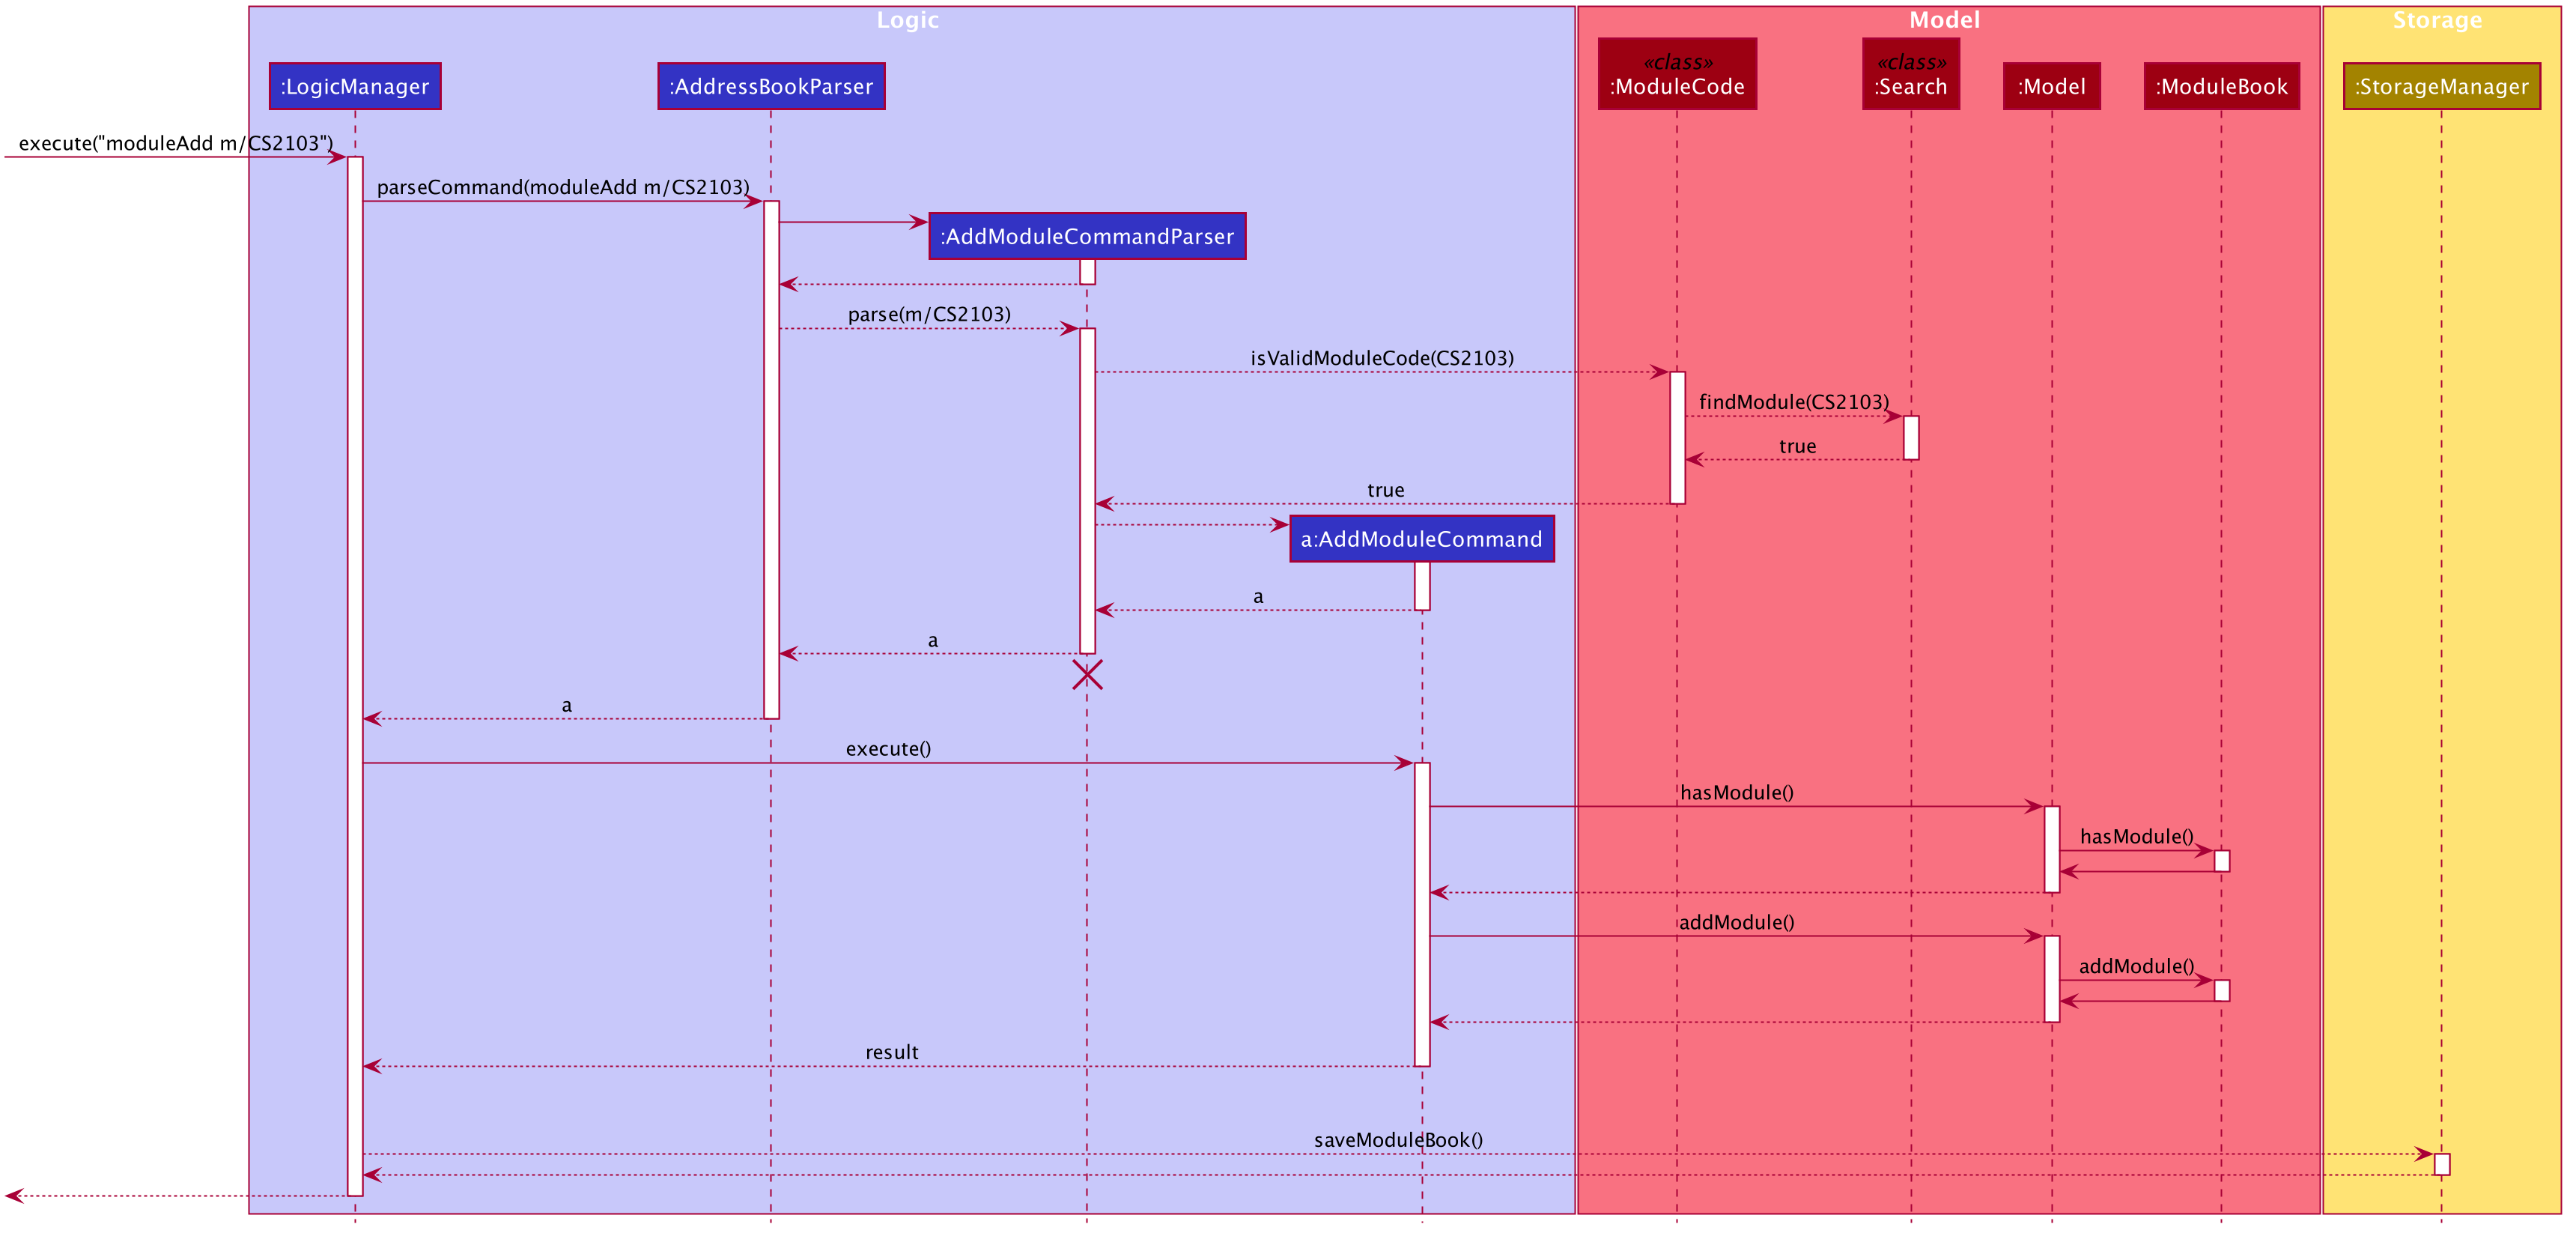 Logic
Model
Storage
«class»
«class»
:LogicManager
:AddressBookParser
:ModuleCode
:Search
:Model
:ModuleBook
:StorageManager
execute("moduleAdd m/CS2103")
parseCommand(moduleAdd m/CS2103)
:AddModuleCommandParser
parse(m/CS2103)
isValidModuleCode(CS2103)
findModule(CS2103)
true
true
a:AddModuleCommand
a
a
a
execute()
hasModule()
hasModule()
addModule()
addModule()
result
saveModuleBook()